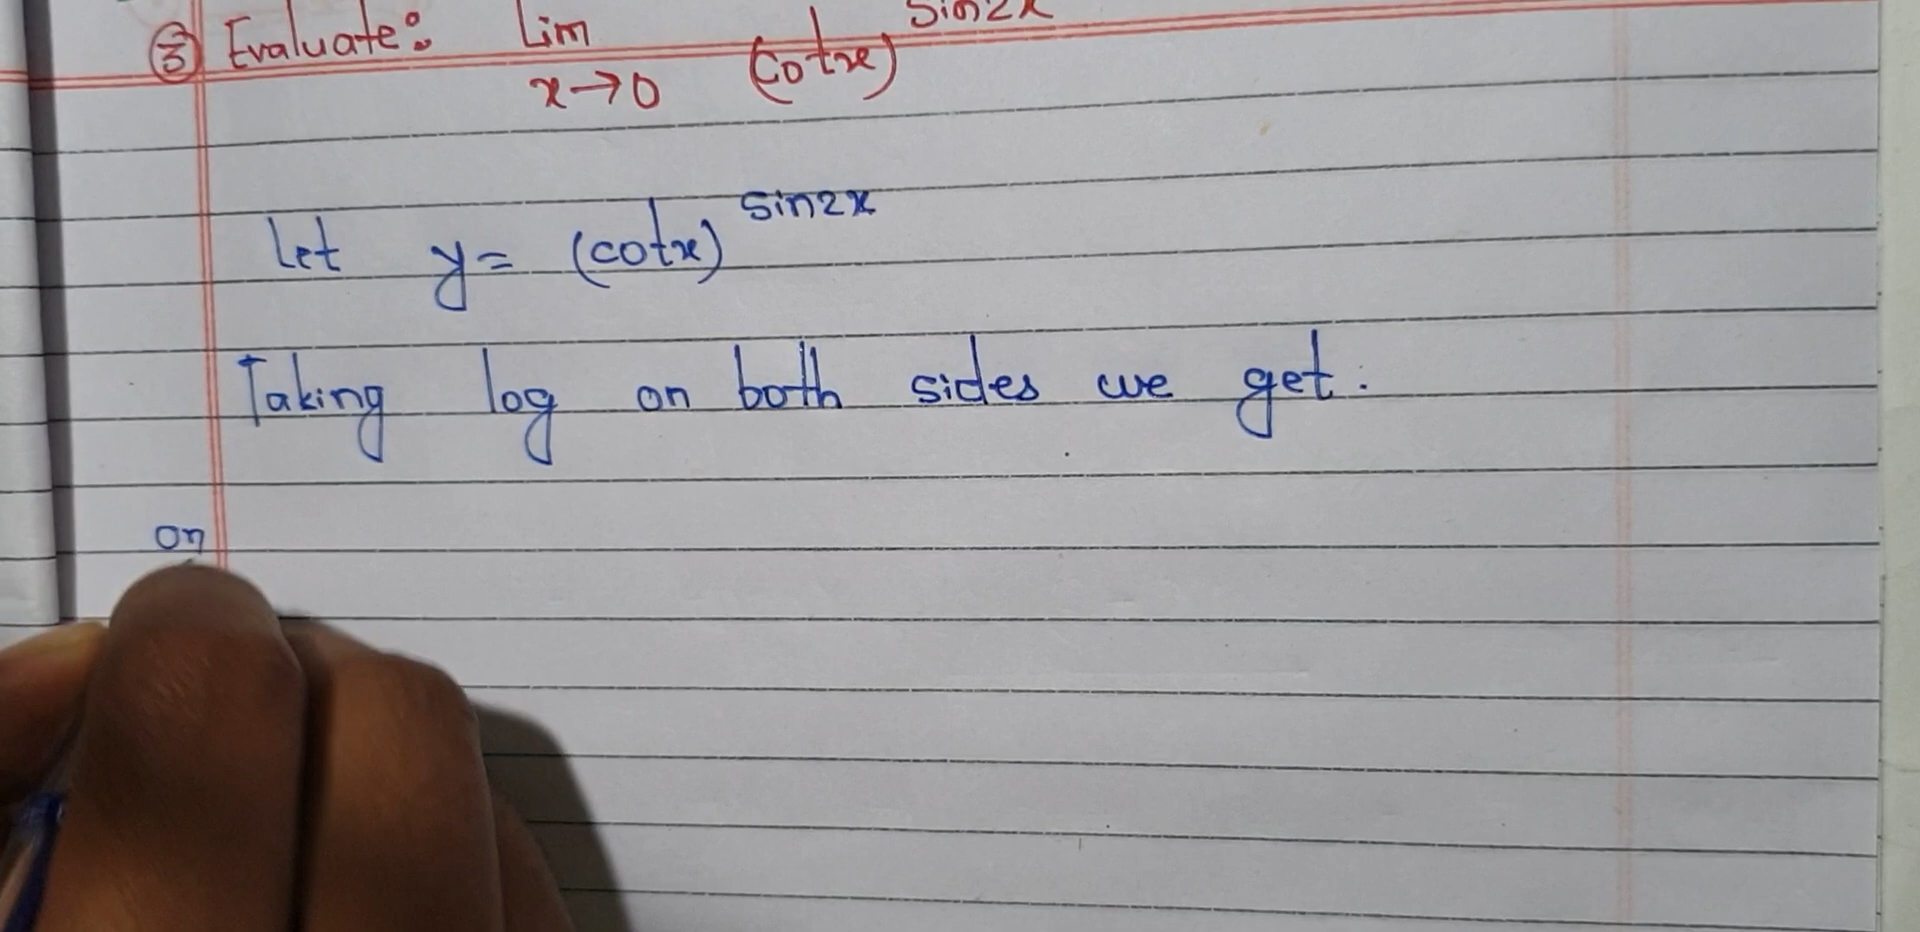 ③ Evaluate: Lim (cotx)^sin2x
x→0
Let y = (cotx)^sin2x
Taking log on both sides we get.
on